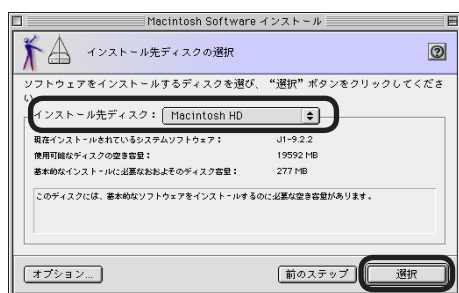 Macintosh Software インストール
インストール先ディスクの選択
ソフトウェアをインストールするディスクを選び、“選択”ボタンをクリックしてくださ
い
インストール先ディスク： Macintosh HD
現在インストールされているシステムソフトウェア： J1-9.2.2
使用可能なディスクの空き容量： 19592 MB
基本的なインストールに必要なおおよそのディスク容量： 277 MB
このディスクには、基本的なソフトウェアをインストールするのに必要な空き容量があります。
オプション... 前のステップ 選択